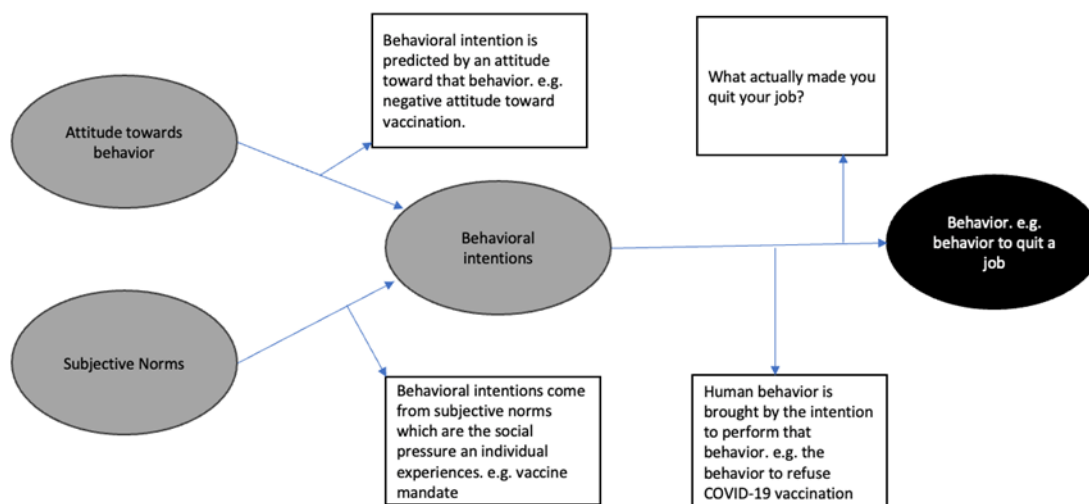 Behavioral intention is
predicted by an attitude
toward that behavior. e.g.
negative attitude toward
vaccination.
What actually made you
quit your job?
Attitude towards
behavior
Behavioral
intentions
Behavior. e.g.
behavior to quit a
job
Subjective Norms
Behavioral intentions come
from subjective norms
which are the social
pressure an individual
experiences. e.g. vaccine
mandate
Human behavior is
brought by the intention
to perform that
behavior. e.g. the
behavior to refuse
COVID-19 vaccination